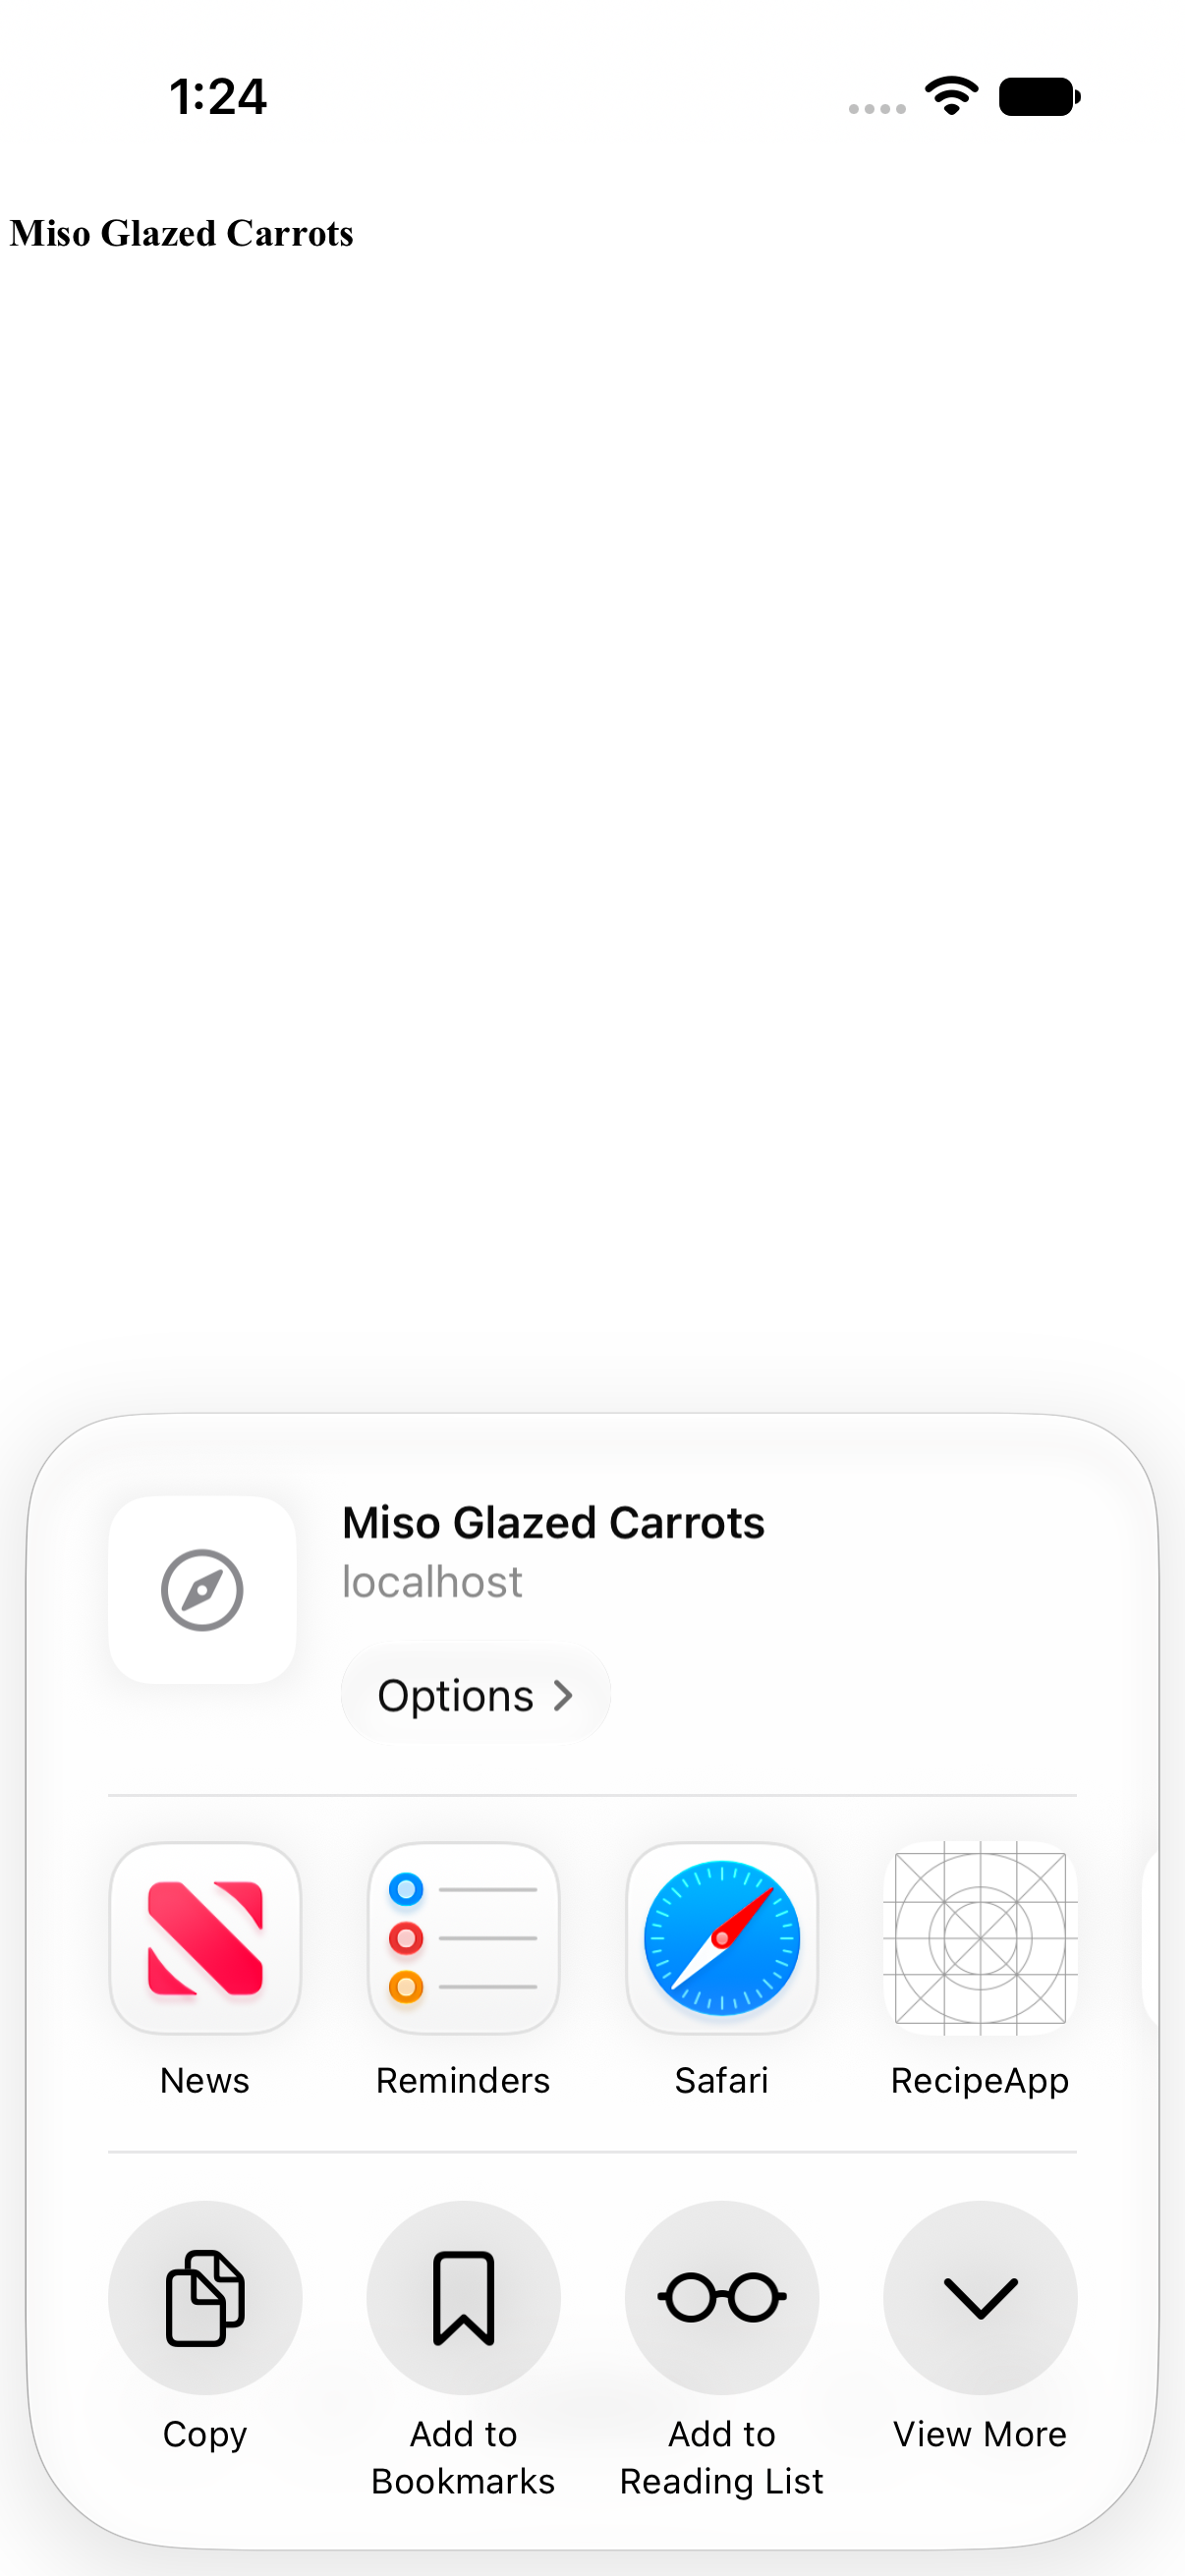 1:24
Miso Glazed Carrots
Miso Glazed Carrots
localhost
Options
News
Reminders
Safari
RecipeApp
Copy
Add to
Bookmarks
Add to
Reading List
View More